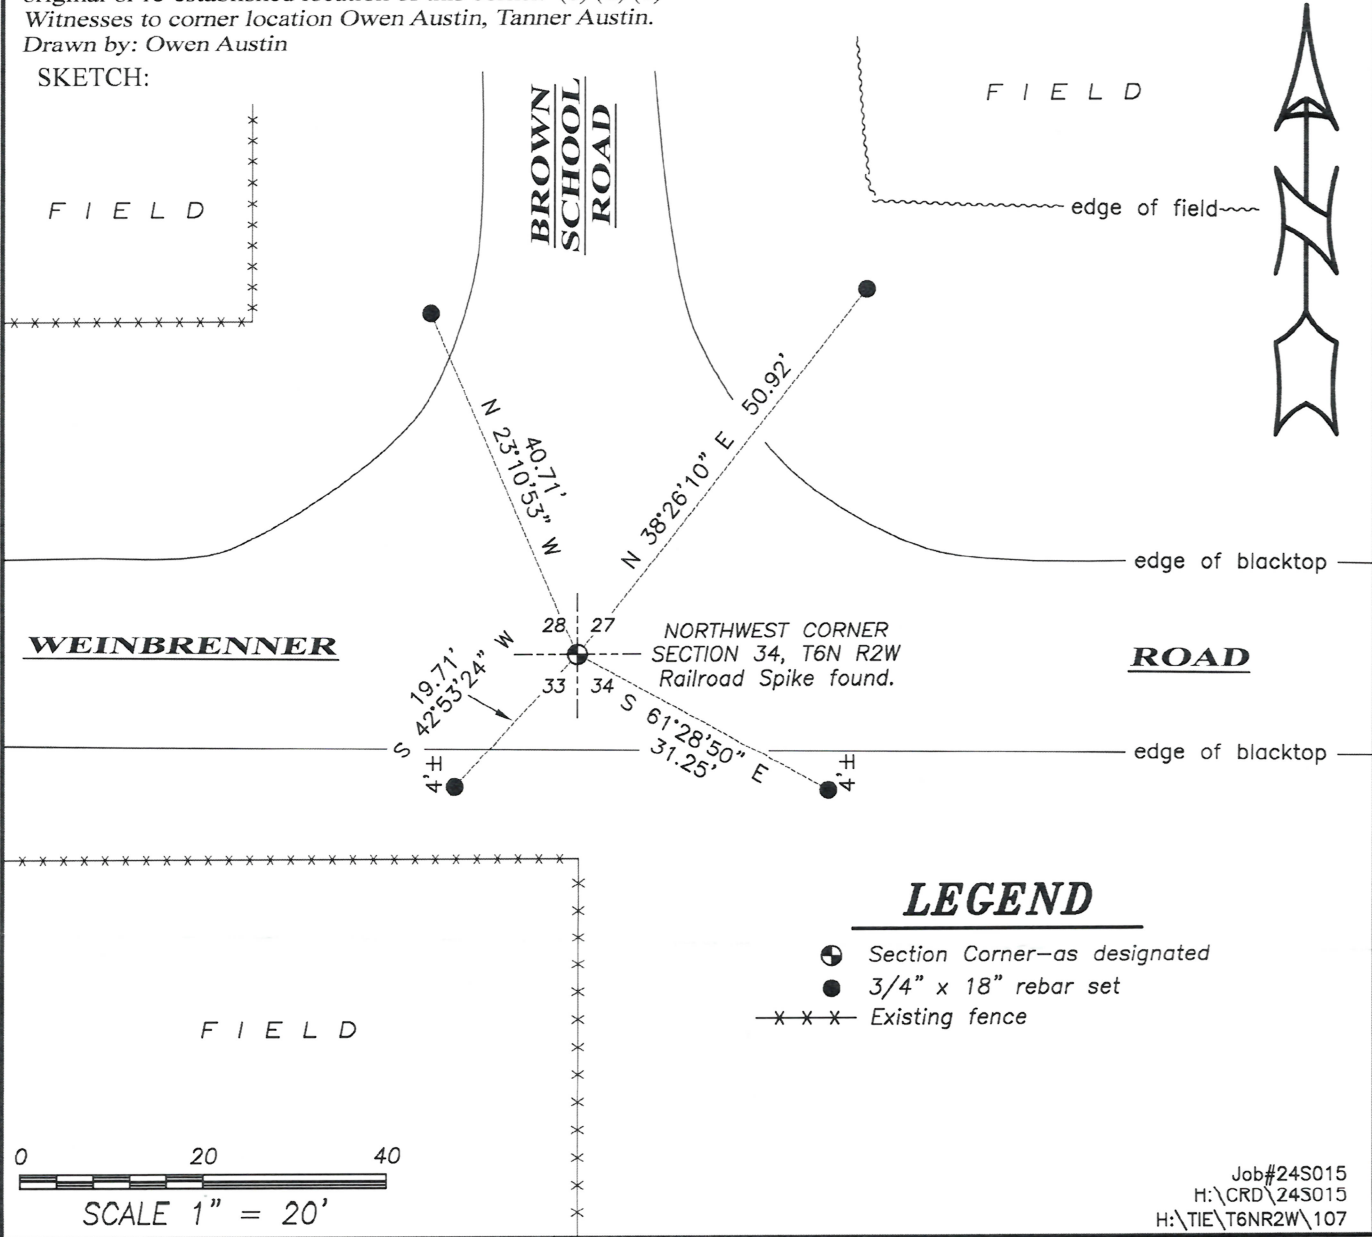 Witnesses to corner location Owen Austin, Tanner Austin.
Drawn by: Owen Austin
SKETCH:
BROWN
SCHOOL
ROAD
F I E L D
F I E L D
edge of field
N
50.92'
N 38°26'10" E
40.71'
N 23°10'53" W
edge of blacktop
WEINBRENNER
28 27
33 34
NORTHWEST CORNER
SECTION 34, T6N R2W
Railroad Spike found.
ROAD
19.71'
S 42°53'24" W
S 61°28'50" E
31.25'
edge of blacktop
4'±
4'±
LEGEND
Section Corner-as designated
3/4" x 18" rebar set
x x x Existing fence
F I E L D
0 20 40
SCALE 1" = 20'
Job#24S015
H:\CRD\24S015
H:\TIE\T6NR2W\107